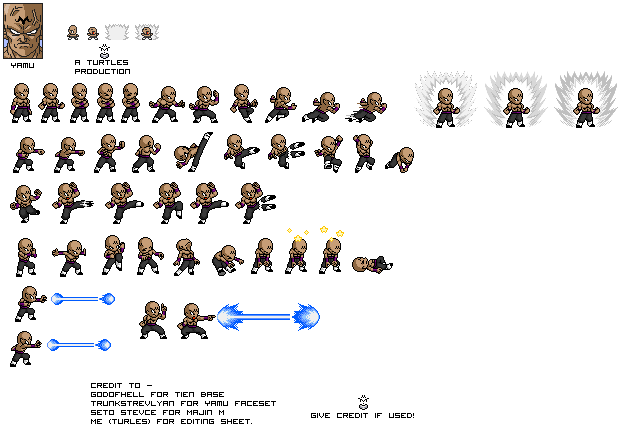 YAMU
A TURTLES
PRODUCTION
CREDIT TO -
GODOFHELL FOR TIEN BASE
TRUNKSTREVLYAN FOR YAMU FACESET
SETO STEVCE FOR MAJIN M
ME (TURLES) FOR EDITING SHEET.
GIVE CREDIT IF USED!